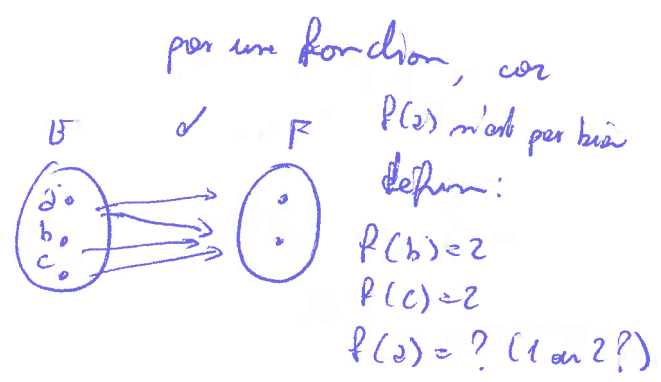 pas une fonction, car
f(a) n'est pas bien
défini :
E F
a
b
c
f(b)=2
f(c)=2
f(a) = ? (1 ou 2 ?)